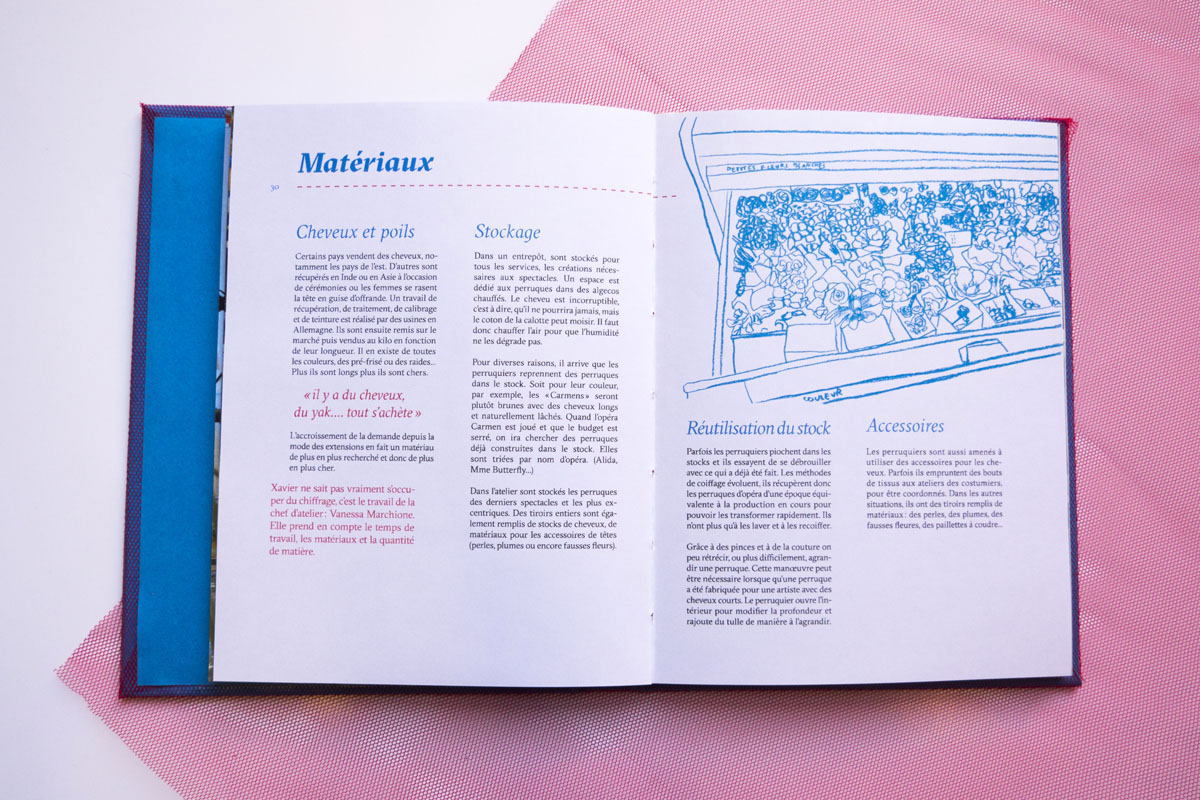 Matériaux
30
Cheveux et poils
Certains pays vendent des cheveux, no-
tamment les pays de l'est. D'autres sont
récupérés en Inde ou en Asie à l'occasion
de cérémonies ou les femmes se rasent
la tête en guise d'offrande. Un travail de
récupération, de traitement, de calibrage
et de teinture est réalisé par des usines en
Allemagne. Ils sont ensuite remis sur le
marché puis vendus au kilo en fonction
de leur longueur. Il en existe de toutes
les couleurs, des pré-frisé ou des raides...
Plus ils sont longs plus ils sont chers.
« il y a du cheveux,
du yak.... tout s'achète »
L'accroissement de la demande depuis la
mode des extensions en fait un matériau
de plus en plus recherché et donc de plus
en plus cher.
Xavier ne sait pas vraiment s'occu-
per du chiffrage, c'est le travail de la
chef d'atelier : Vanessa Marchione.
Elle prend en compte le temps de
travail, les matériaux et la quantité
de matière.
Stockage
Dans un entrepôt, sont stockés pour
tous les services, les créations néces-
saires aux spectacles. Un espace est
dédié aux perruques dans des algecos
chauffés. Le cheveu est incorruptible,
c'est à dire, qu'il ne pourrira jamais, mais
le coton de la calotte peut moisir. Il faut
donc chauffer l'air pour que l'humidité
ne les dégrade pas.
Pour diverses raisons, il arrive que les
perruquiers reprennent des perruques
dans le stock. Soit pour leur couleur,
par exemple, les « Carmens » seront
plutôt brunes avec des cheveux longs
et naturellement lâchés. Quand l'opéra
Carmen est joué et que le budget est
serré, on ira chercher des perruques
déjà construites dans le stock. Elles
sont triées par nom d'opéra. (Alida,
Mme Butterfly...)
Dans l'atelier sont stockés les perruques
des derniers spectacles et les plus ex-
centriques. Des tiroirs entiers sont éga-
lement remplis de stocks de cheveux, de
matériaux pour les accessoires de têtes
(perles, plumes ou encore fausses fleurs).
PETITES FLEURS BLANCHES
COULEUR
Réutilisation du stock
Parfois les perruquiers piochent dans les
stocks et ils essayent de se débrouiller
avec ce qui a déjà été fait. Les méthodes
de coiffage évoluent, ils récupèrent donc
les perruques d'opéra d'une époque équi-
valente à la production en cours pour
pouvoir les transformer rapidement. Ils
n'ont plus qu'à les laver et à les recoiffer.
Grâce à des pinces et à de la couture on
peu rétrécir, ou plus difficilement, agran-
dir une perruque. Cette manœuvre peut
être nécessaire lorsque qu'une perruque
a été fabriquée pour une artiste avec des
cheveux courts. Le perruquier ouvre l'in-
térieur pour modifier la profondeur et
rajoute du tulle de manière à l'agrandir.
Accessoires
Les perruquiers sont aussi amenés à
utiliser des accessoires pour les che-
veux. Parfois ils empruntent des bouts
de tissus aux ateliers des costumiers,
pour être coordonnés. Dans les autres
situations, ils ont des tiroirs remplis de
matériaux : des perles, des plumes, des
fausses fleures, des paillettes à coudre...